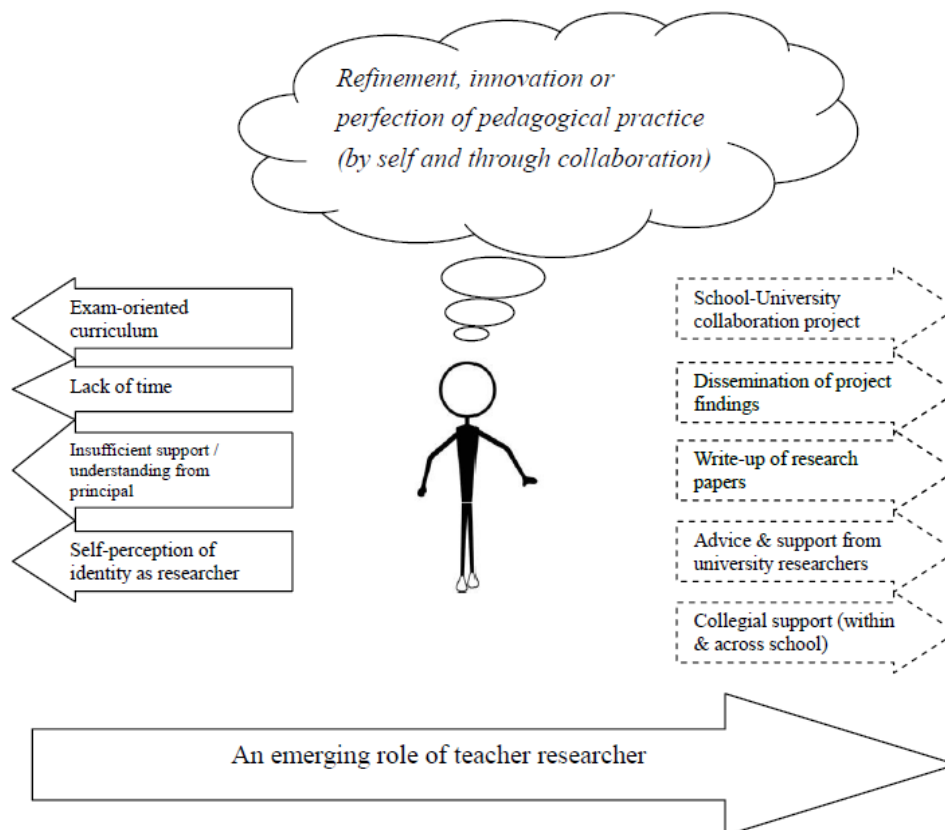 Refinement, innovation or
perfection of pedagogical practice
(by self and through collaboration)
Exam-oriented
curriculum
Lack of time
Insufficient support /
understanding from
principal
Self-perception of
identity as researcher
School-University
collaboration project
Dissemination of project
findings
Write-up of research
papers
Advice & support from
university researchers
Collegial support (within
& across school)
An emerging role of teacher researcher